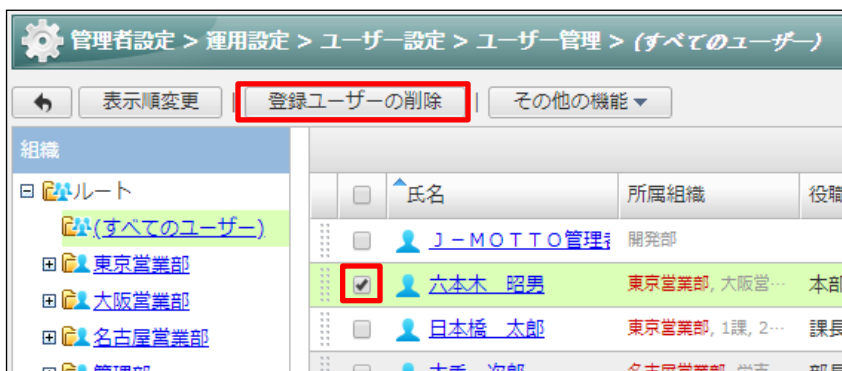 管理者設定 > 運用設定 > ユーザー設定 > ユーザー管理 > (すべてのユーザー)
表示順変更 | 登録ユーザーの削除 | その他の機能
組織
氏名 所属組織 役職
ルート
(すべてのユーザー)
J－MOTTO管理者 開発部
東京営業部
六本木　昭男 東京営業部, 大阪営… 本部
大阪営業部
日本橋　太郎 東京営業部, 1課, 2… 課長
名古屋営業部